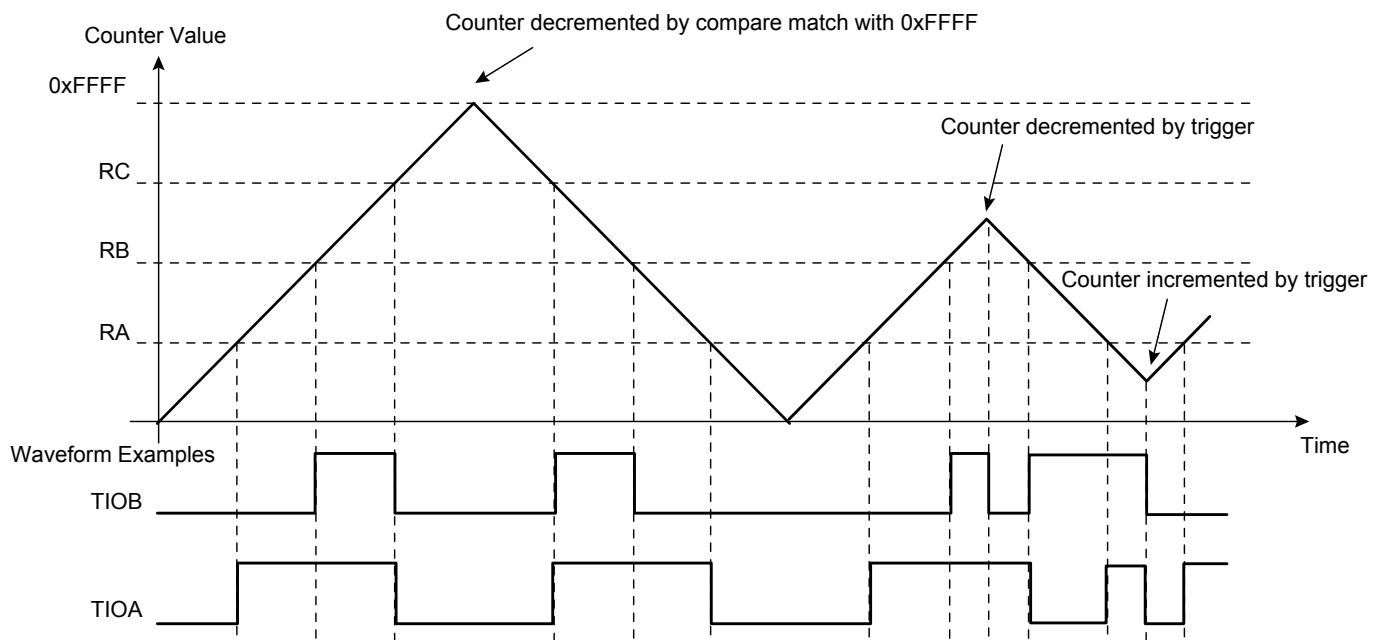 Counter decremented by compare match with 0xFFFF
Counter Value
0xFFFF
Counter decremented by trigger
RC
RB
Counter incremented by trigger
RA
Time
Waveform Examples
TIOB
TIOA